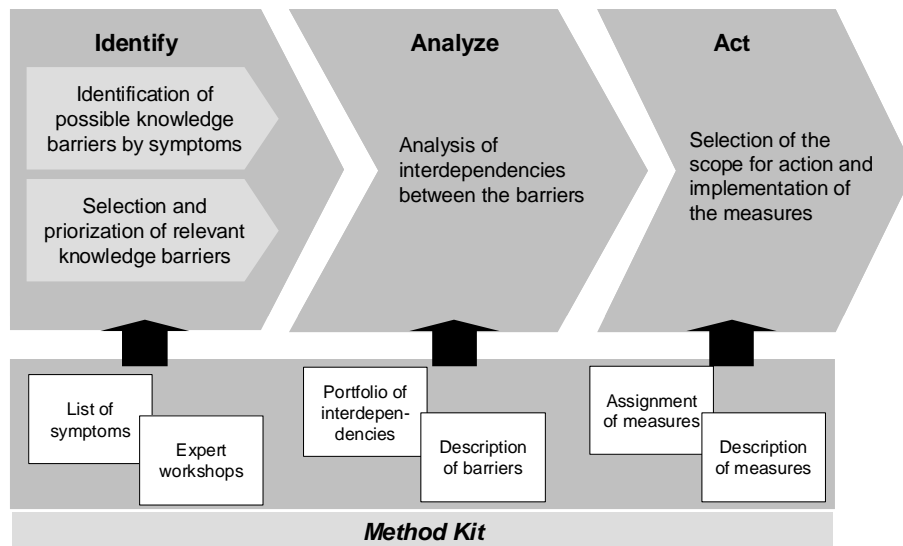 Identify
Identification of
possible knowledge
barriers by symptoms
Selection and
priorization of relevant
knowledge barriers
Analyze
Analysis of
interdependencies
between the barriers
Act
Selection of the
scope for action and
implementation of
the measures
List of
symptoms
Expert
workshops
Portfolio of
interdepen-
dencies
Description
of barriers
Assignment
of measures
Description
of measures
Method Kit